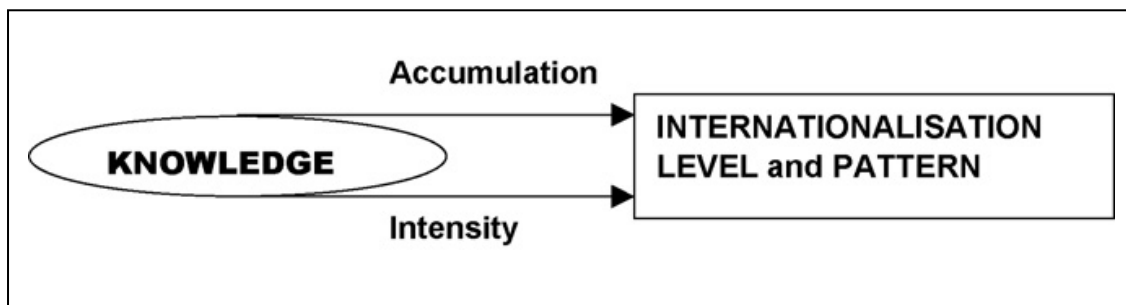 Accumulation
KNOWLEDGE
INTERNATIONALISATION
LEVEL and PATTERN
Intensity